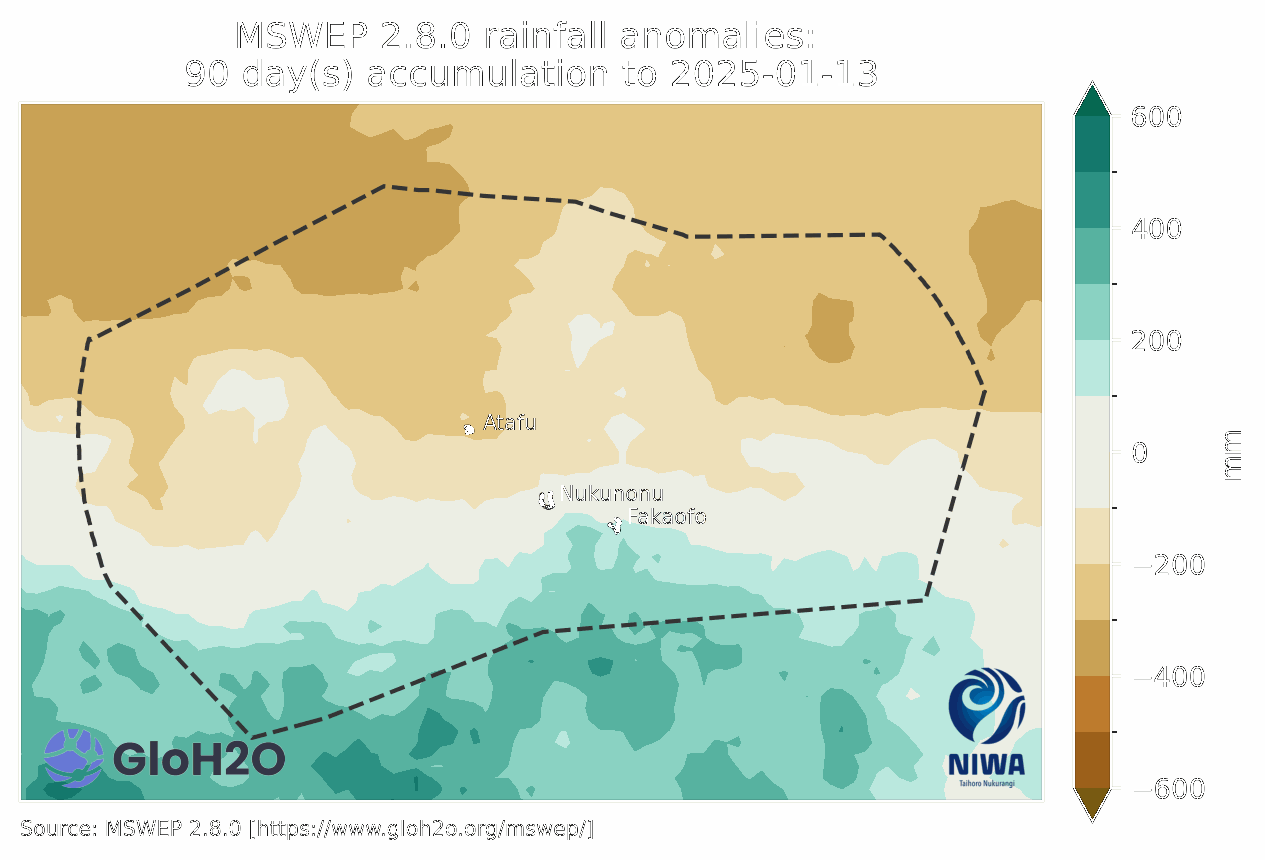 MSWEP 2.8.0 rainfall anomalies:
90 day(s) accumulation to 2025-01-13
600
400
200
0
−200
−400
−600
mm
Atafu
Nukunonu
Fakaofo
GloH2O
NIWA
Taihoro Nukurangi
Source: MSWEP 2.8.0 [https://www.gloh2o.org/mswep/]